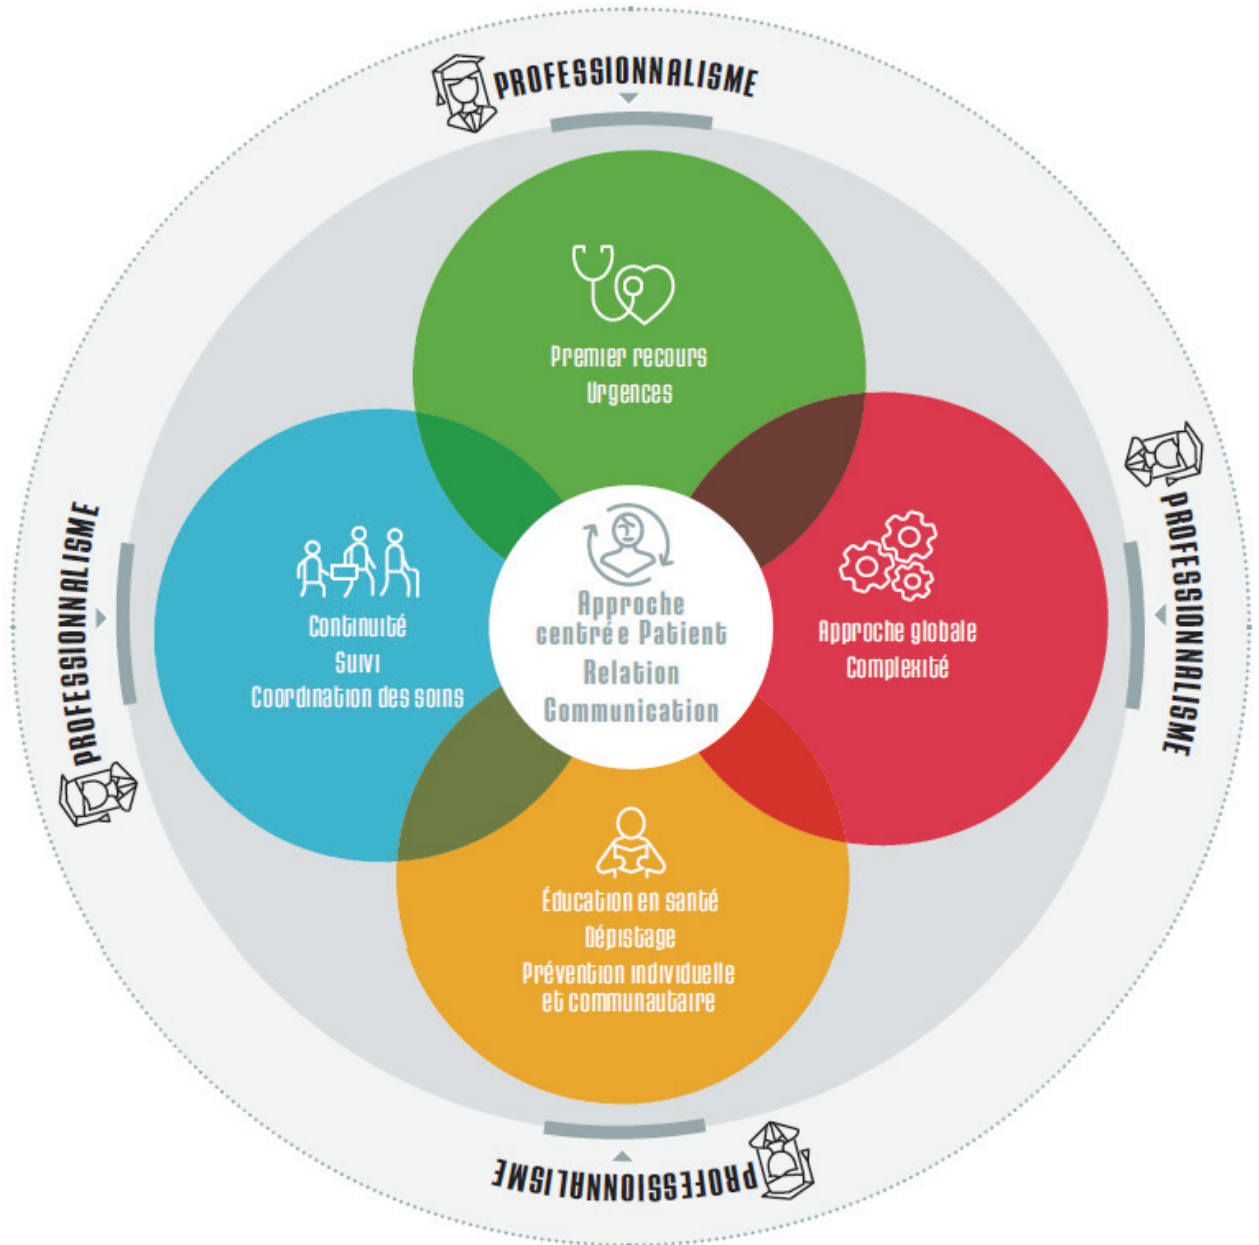 PROFESSIONNALISME
Premier recours
Urgences
PROFESSIONNALISME
Continuité
Suivi
Coordination des soins
Approche
centrée Patient
Relation
Communication
Approche globale
Complexité
PROFESSIONNALISME
Éducation en santé
Dépistage
Prévention individuelle
et communautaire
PROFESSIONNALISME